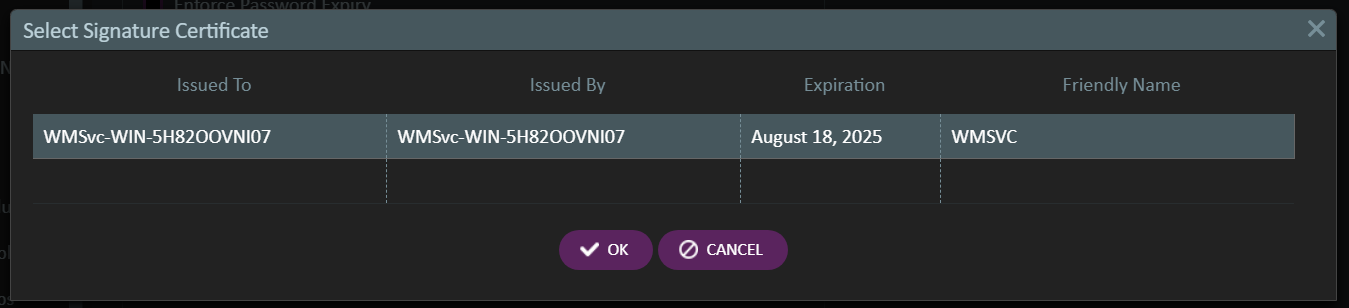 Enforce Password Expiry
Select Signature Certificate
Issued To Issued By Expiration Friendly Name
WMSvc-WIN-5H82OOVNI07 WMSvc-WIN-5H82OOVNI07 August 18, 2025 WMSVC
OK CANCEL